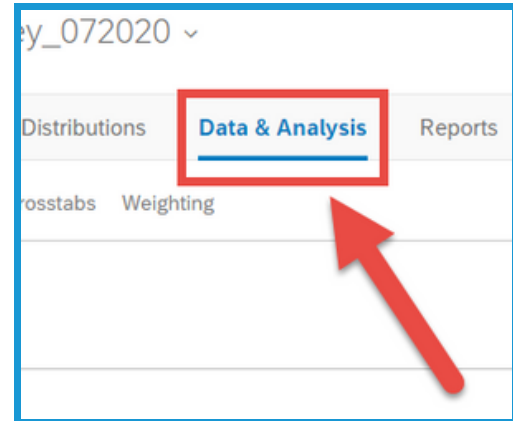 ey_072020
Distributions Data & Analysis Reports
rosstabs Weighting